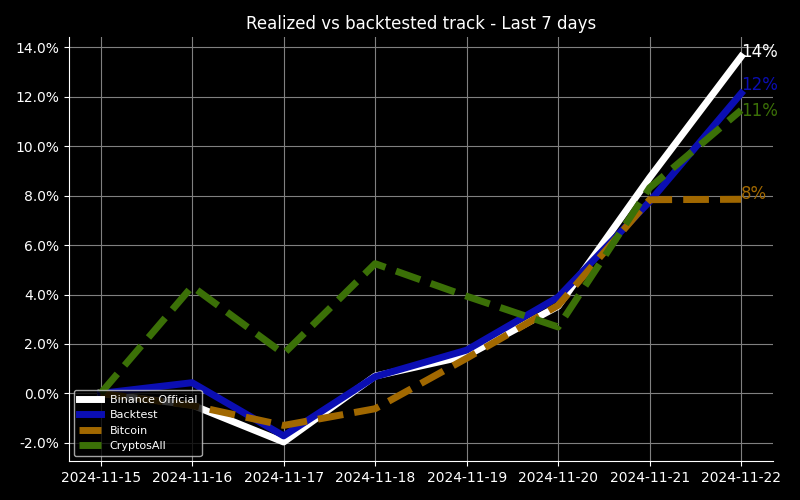 Realized vs backtested track - Last 7 days
14.0%
12.0%
10.0%
8.0%
6.0%
4.0%
2.0%
0.0%
-2.0%
14%
12%
11%
8%
Binance Official
Backtest
Bitcoin
CryptosAll
2024-11-15 2024-11-16 2024-11-17 2024-11-18 2024-11-19 2024-11-20 2024-11-21 2024-11-22